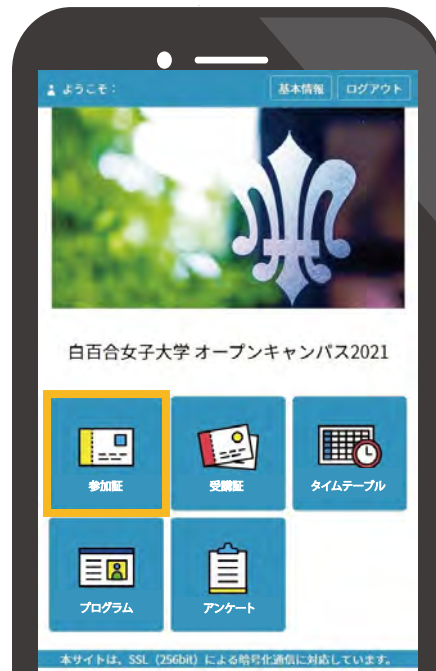 ようこそ：
基本情報 ログアウト
白百合女子大学 オープンキャンパス2021
参加証 受講証 タイムテーブル
プログラム アンケート
本サイトは、SSL（256bit）による暗号化通信に対応しています。